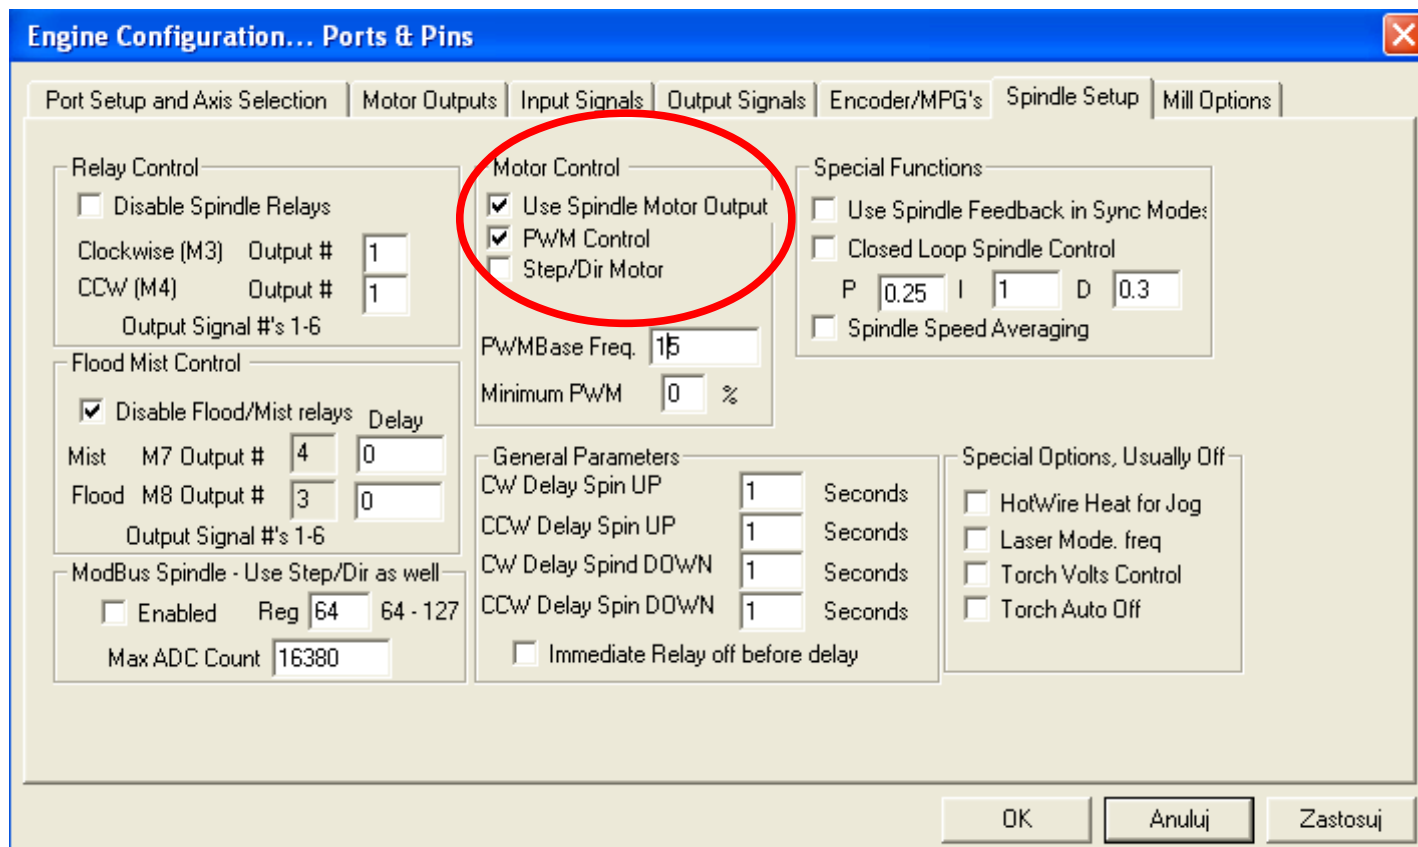 Engine Configuration... Ports & Pins
Port Setup and Axis Selection Motor Outputs Input Signals Output Signals Encoder/MPG's Spindle Setup Mill Options
Relay Control
Disable Spindle Relays
Clockwise (M3) Output # 1
CCW (M4) Output # 1
Output Signal #'s 1-6
Flood Mist Control
Disable Flood/Mist relays Delay
Mist M7 Output # 4 0
Flood M8 Output # 3 0
Output Signal #'s 1-6
ModBus Spindle - Use Step/Dir as well
Enabled Reg 64 64 - 127
Max ADC Count 16380
Motor Control
Use Spindle Motor Output
PWM Control
Step/Dir Motor
PWMBase Freq. 15
Minimum PWM 0 %
General Parameters
CW Delay Spin UP 1 Seconds
CCW Delay Spin UP 1 Seconds
CW Delay Spind DOWN 1 Seconds
CCW Delay Spin DOWN 1 Seconds
Immediate Relay off before delay
Special Functions
Use Spindle Feedback in Sync Modes
Closed Loop Spindle Control
P 0.25 I 1 D 0.3
Spindle Speed Averaging
Special Options, Usually Off
HotWire Heat for Jog
Laser Mode. freq
Torch Volts Control
Torch Auto Off
OK Anuluj Zastosuj